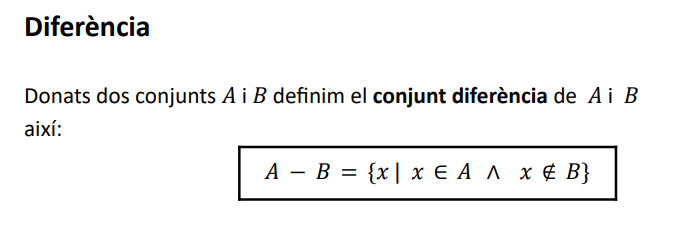 Diferència
Donats dos conjunts A i B definim el conjunt diferència de A i B
així:
A − B = {x | x ∈ A ∧ x ∉ B}